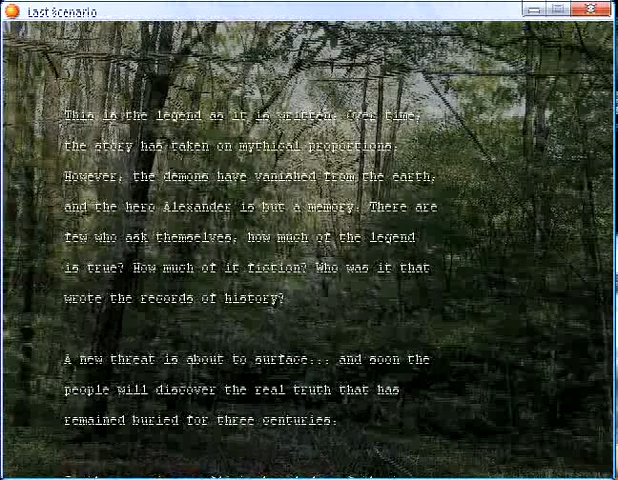 Last Scenario
This is the legend as it is written. Over time,
the story has taken on mythical proportions.
However, the demons have vanished from the earth,
and the hero Alexander is but a memory. There are
few who ask themselves, how much of the legend
is true? How much of it fiction? Who was it that
wrote the records of history?
A new threat is about to surface... and soon the
people will discover the real truth that has
remained buried for three centuries.